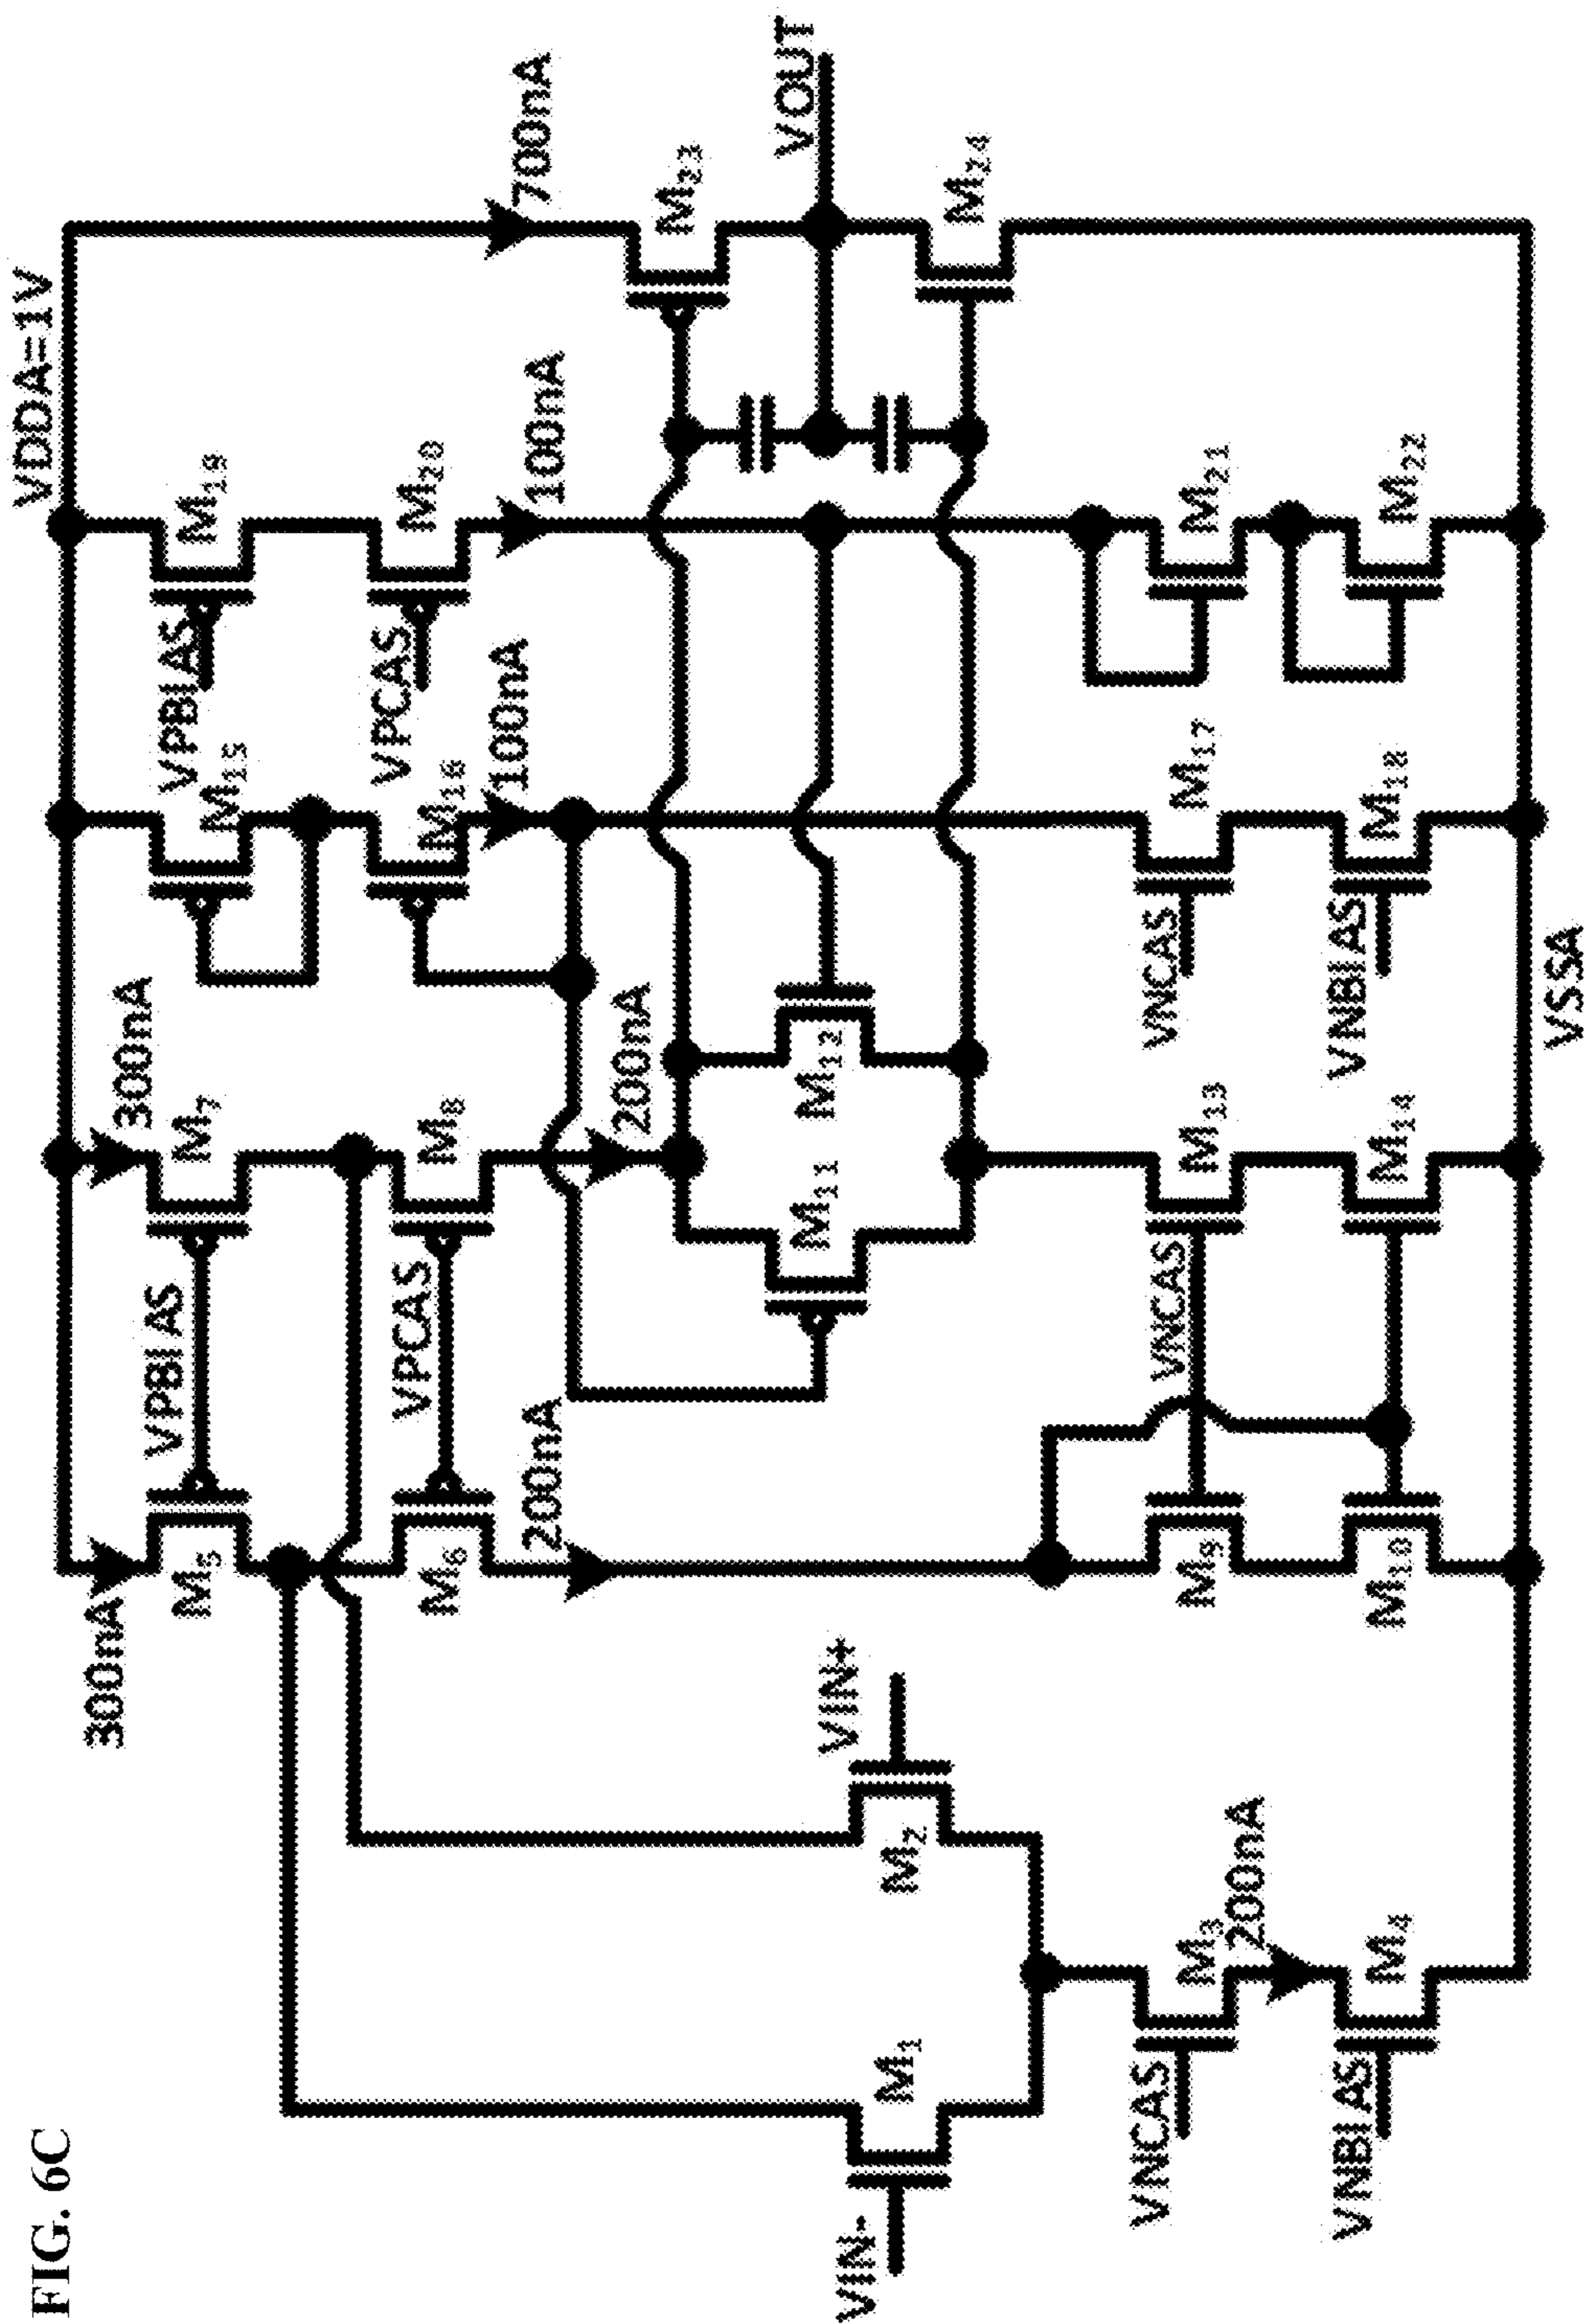 FIG. 6C
VDDA=1V
300nA
300nA
VPBIAS
M5
M7
M15
VPBIAS
M19
VPCAS
M6
M8
M16
VPCAS
M20
200nA
200nA
100nA
100nA
700nA
M23
VIN-
M1
M2
VIN+
M11
M12
VOUT
M24
VNCAS
M3
M9
VNCAS
M13
VNCAS
M17
M21
200nA
VNBIAS
M4
M10
M14
VNBIAS
M18
M22
VSSA